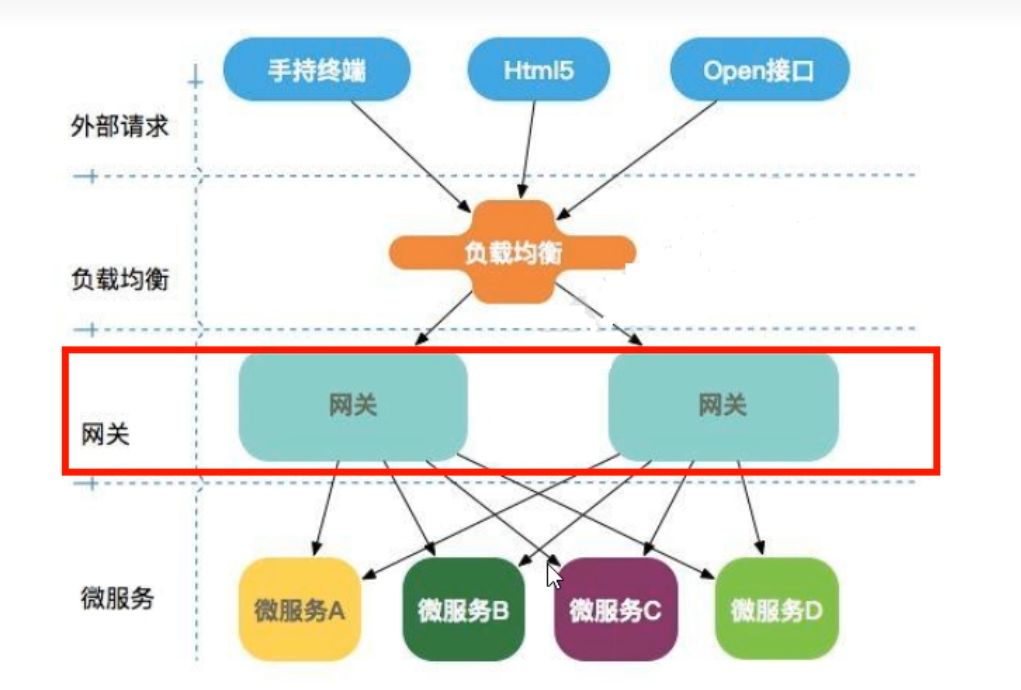 手持终端
Html5
Open接口
外部请求
负载均衡
负载均衡
网关
网关
网关
微服务
微服务A
微服务B
微服务C
微服务D